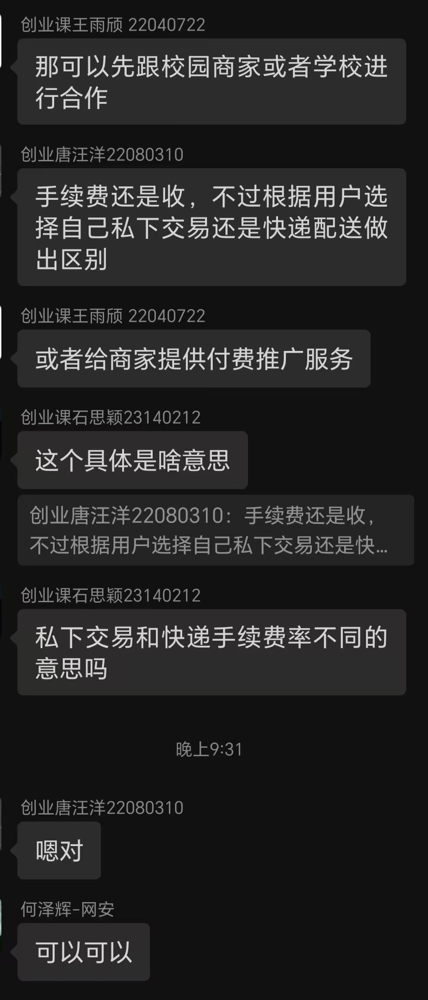 创业课王雨颀 22040722
那可以先跟校园商家或者学校进
行合作
创业唐汪洋22080310
手续费还是收，不过根据用户选
择自己私下交易还是快递配送做
出区别
创业课王雨颀 22040722
或者给商家提供付费推广服务
创业课石思颖23140212
这个具体是啥意思
创业唐汪洋22080310：手续费还是收，
不过根据用户选择自己私下交易还是快...
创业课石思颖23140212
私下交易和快递手续费率不同的
意思吗
晚上9:31
创业唐汪洋22080310
嗯对
何泽辉-网安
可以可以